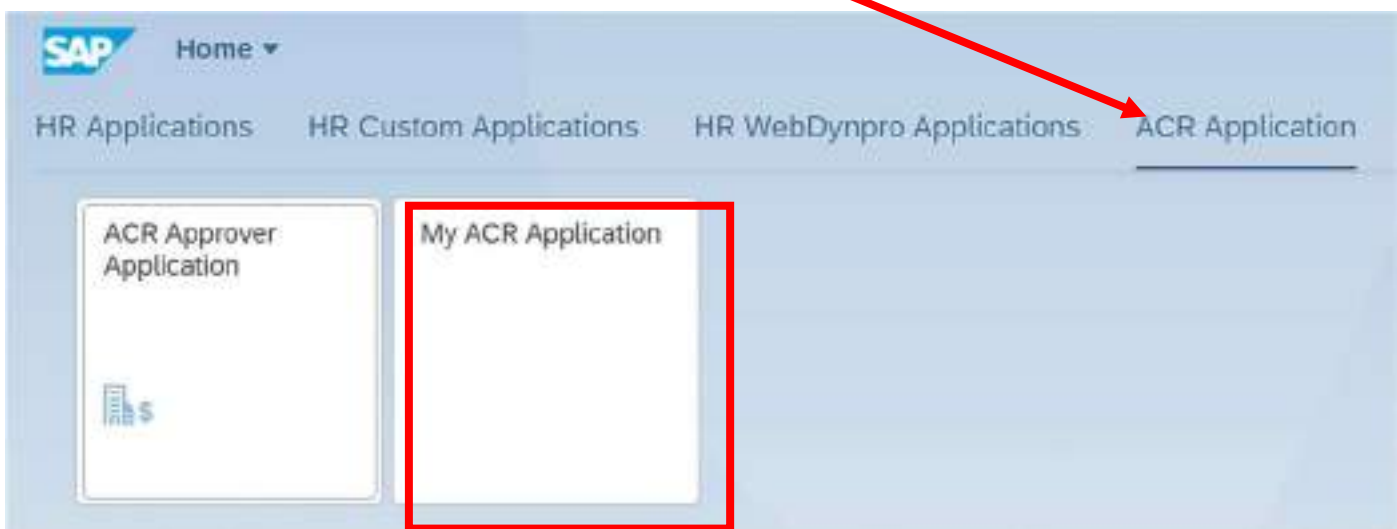 SAP Home
HR Applications HR Custom Applications HR WebDynpro Applications ACR Application
ACR Approver
Application
My ACR Application
$